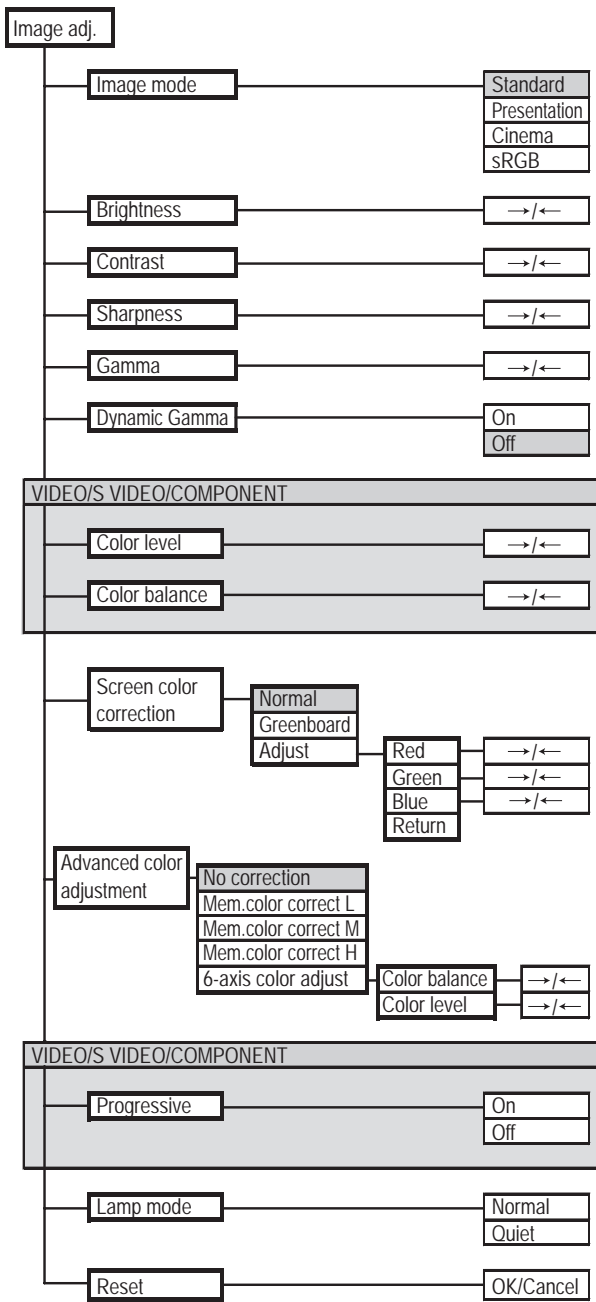 Image adj.
Image mode
Standard
Presentation
Cinema
sRGB
Brightness
→/←
Contrast
→/←
Sharpness
→/←
Gamma
→/←
Dynamic Gamma
On
Off
VIDEO/S VIDEO/COMPONENT
Color level
→/←
Color balance
→/←
Screen color
correction
Normal
Greenboard
Adjust
Red
→/←
Green
→/←
Blue
→/←
Return
Advanced color
adjustment
No correction
Mem.color correct L
Mem.color correct M
Mem.color correct H
6-axis color adjust
Color balance
→/←
Color level
→/←
VIDEO/S VIDEO/COMPONENT
Progressive
On
Off
Lamp mode
Normal
Quiet
Reset
OK/Cancel